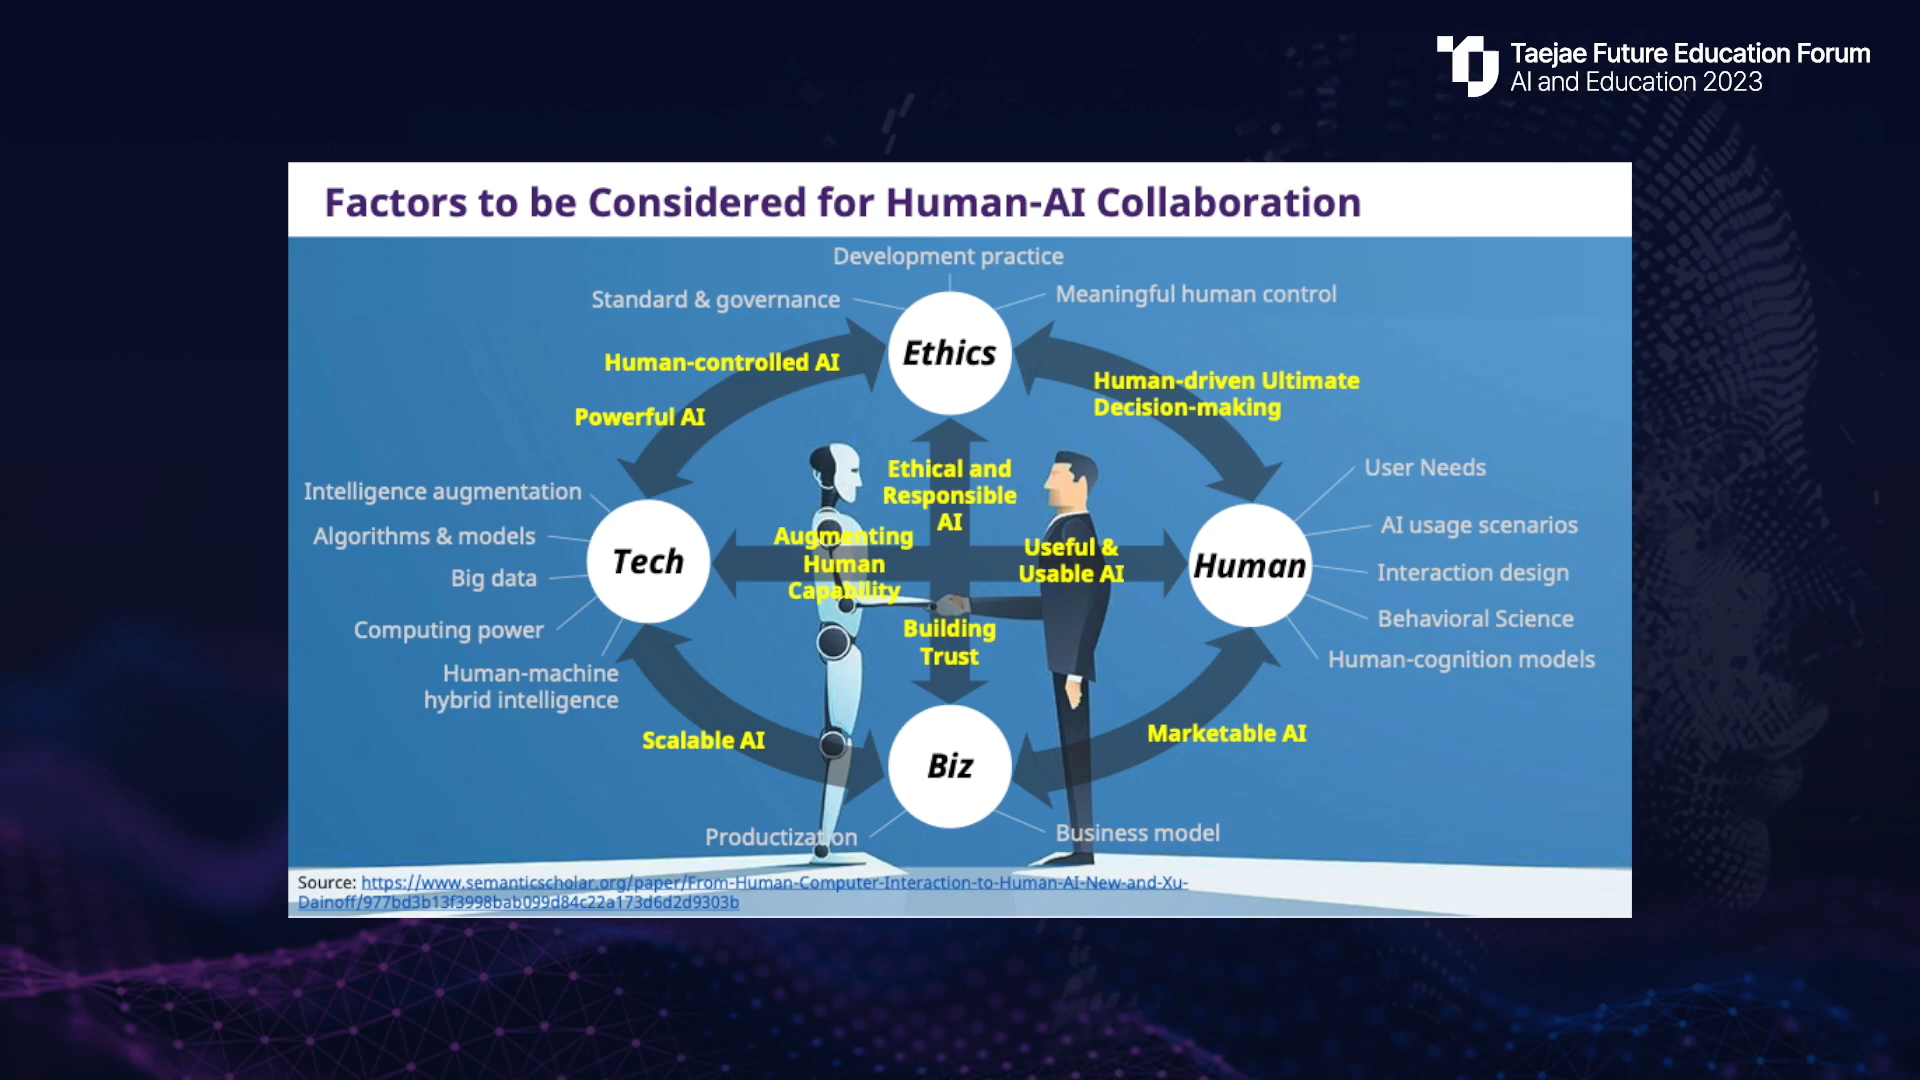 Taejae Future Education Forum
AI and Education 2023
Factors to be Considered for Human-AI Collaboration
Development practice
Standard & governance
Meaningful human control
Ethics
Human-controlled AI
Human-driven Ultimate
Decision-making
Powerful AI
Ethical and
Responsible
AI
User Needs
Intelligence augmentation
AI usage scenarios
Algorithms & models
Augmenting
Human
Capability
Useful &
Usable AI
Tech
Human
Interaction design
Big data
Behavioral Science
Computing power
Building
Trust
Human-cognition models
Human-machine
hybrid intelligence
Scalable AI
Marketable AI
Biz
Productization
Business model
Source: https://www.semanticscholar.org/paper/From-Human-Computer-Interaction-to-Human-AI-New-and-Xu-
Dainoff/977bd3b13f3998bab099d84c22a173d6d2d9303b